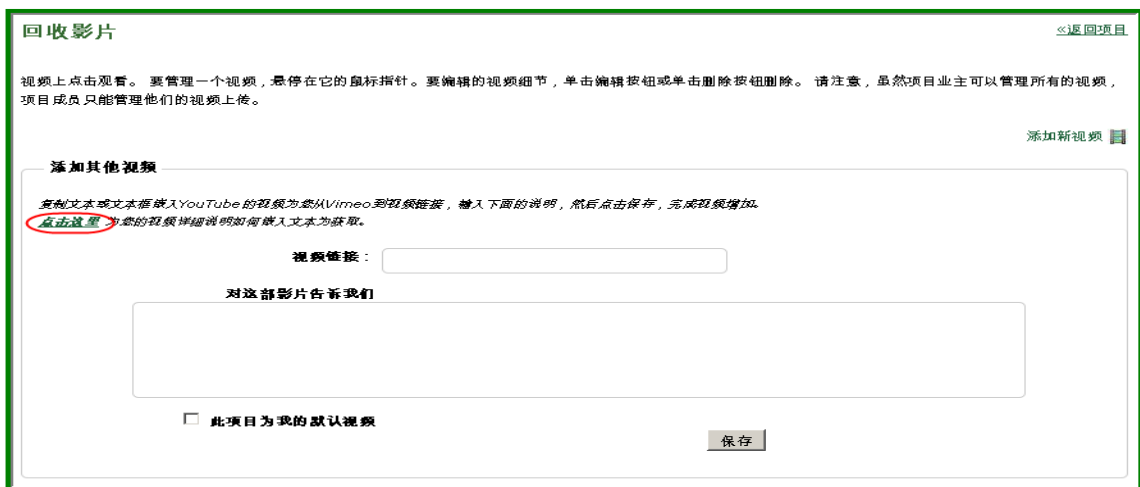 回收影片
«返回项目
视频上点击观看。 要管理一个视频，悬停在它的鼠标指针。要编辑的视频细节，单击编辑按钮或单击删除按钮删除。 请注意，虽然项目业主可以管理所有的视频，
项目成员只能管理他们的视频上传。
添加新视频
添加其他视频
复制文本或文本框嵌入YouTube的视频为您从Vimeo到视频链接，输入下面的说明，然后点击保存，完成视频增加。
点击这里 为您的视频详细说明如何嵌入文本为获取。
视频链接：
对这部影片告诉我们
此项目为我的默认视频
保存